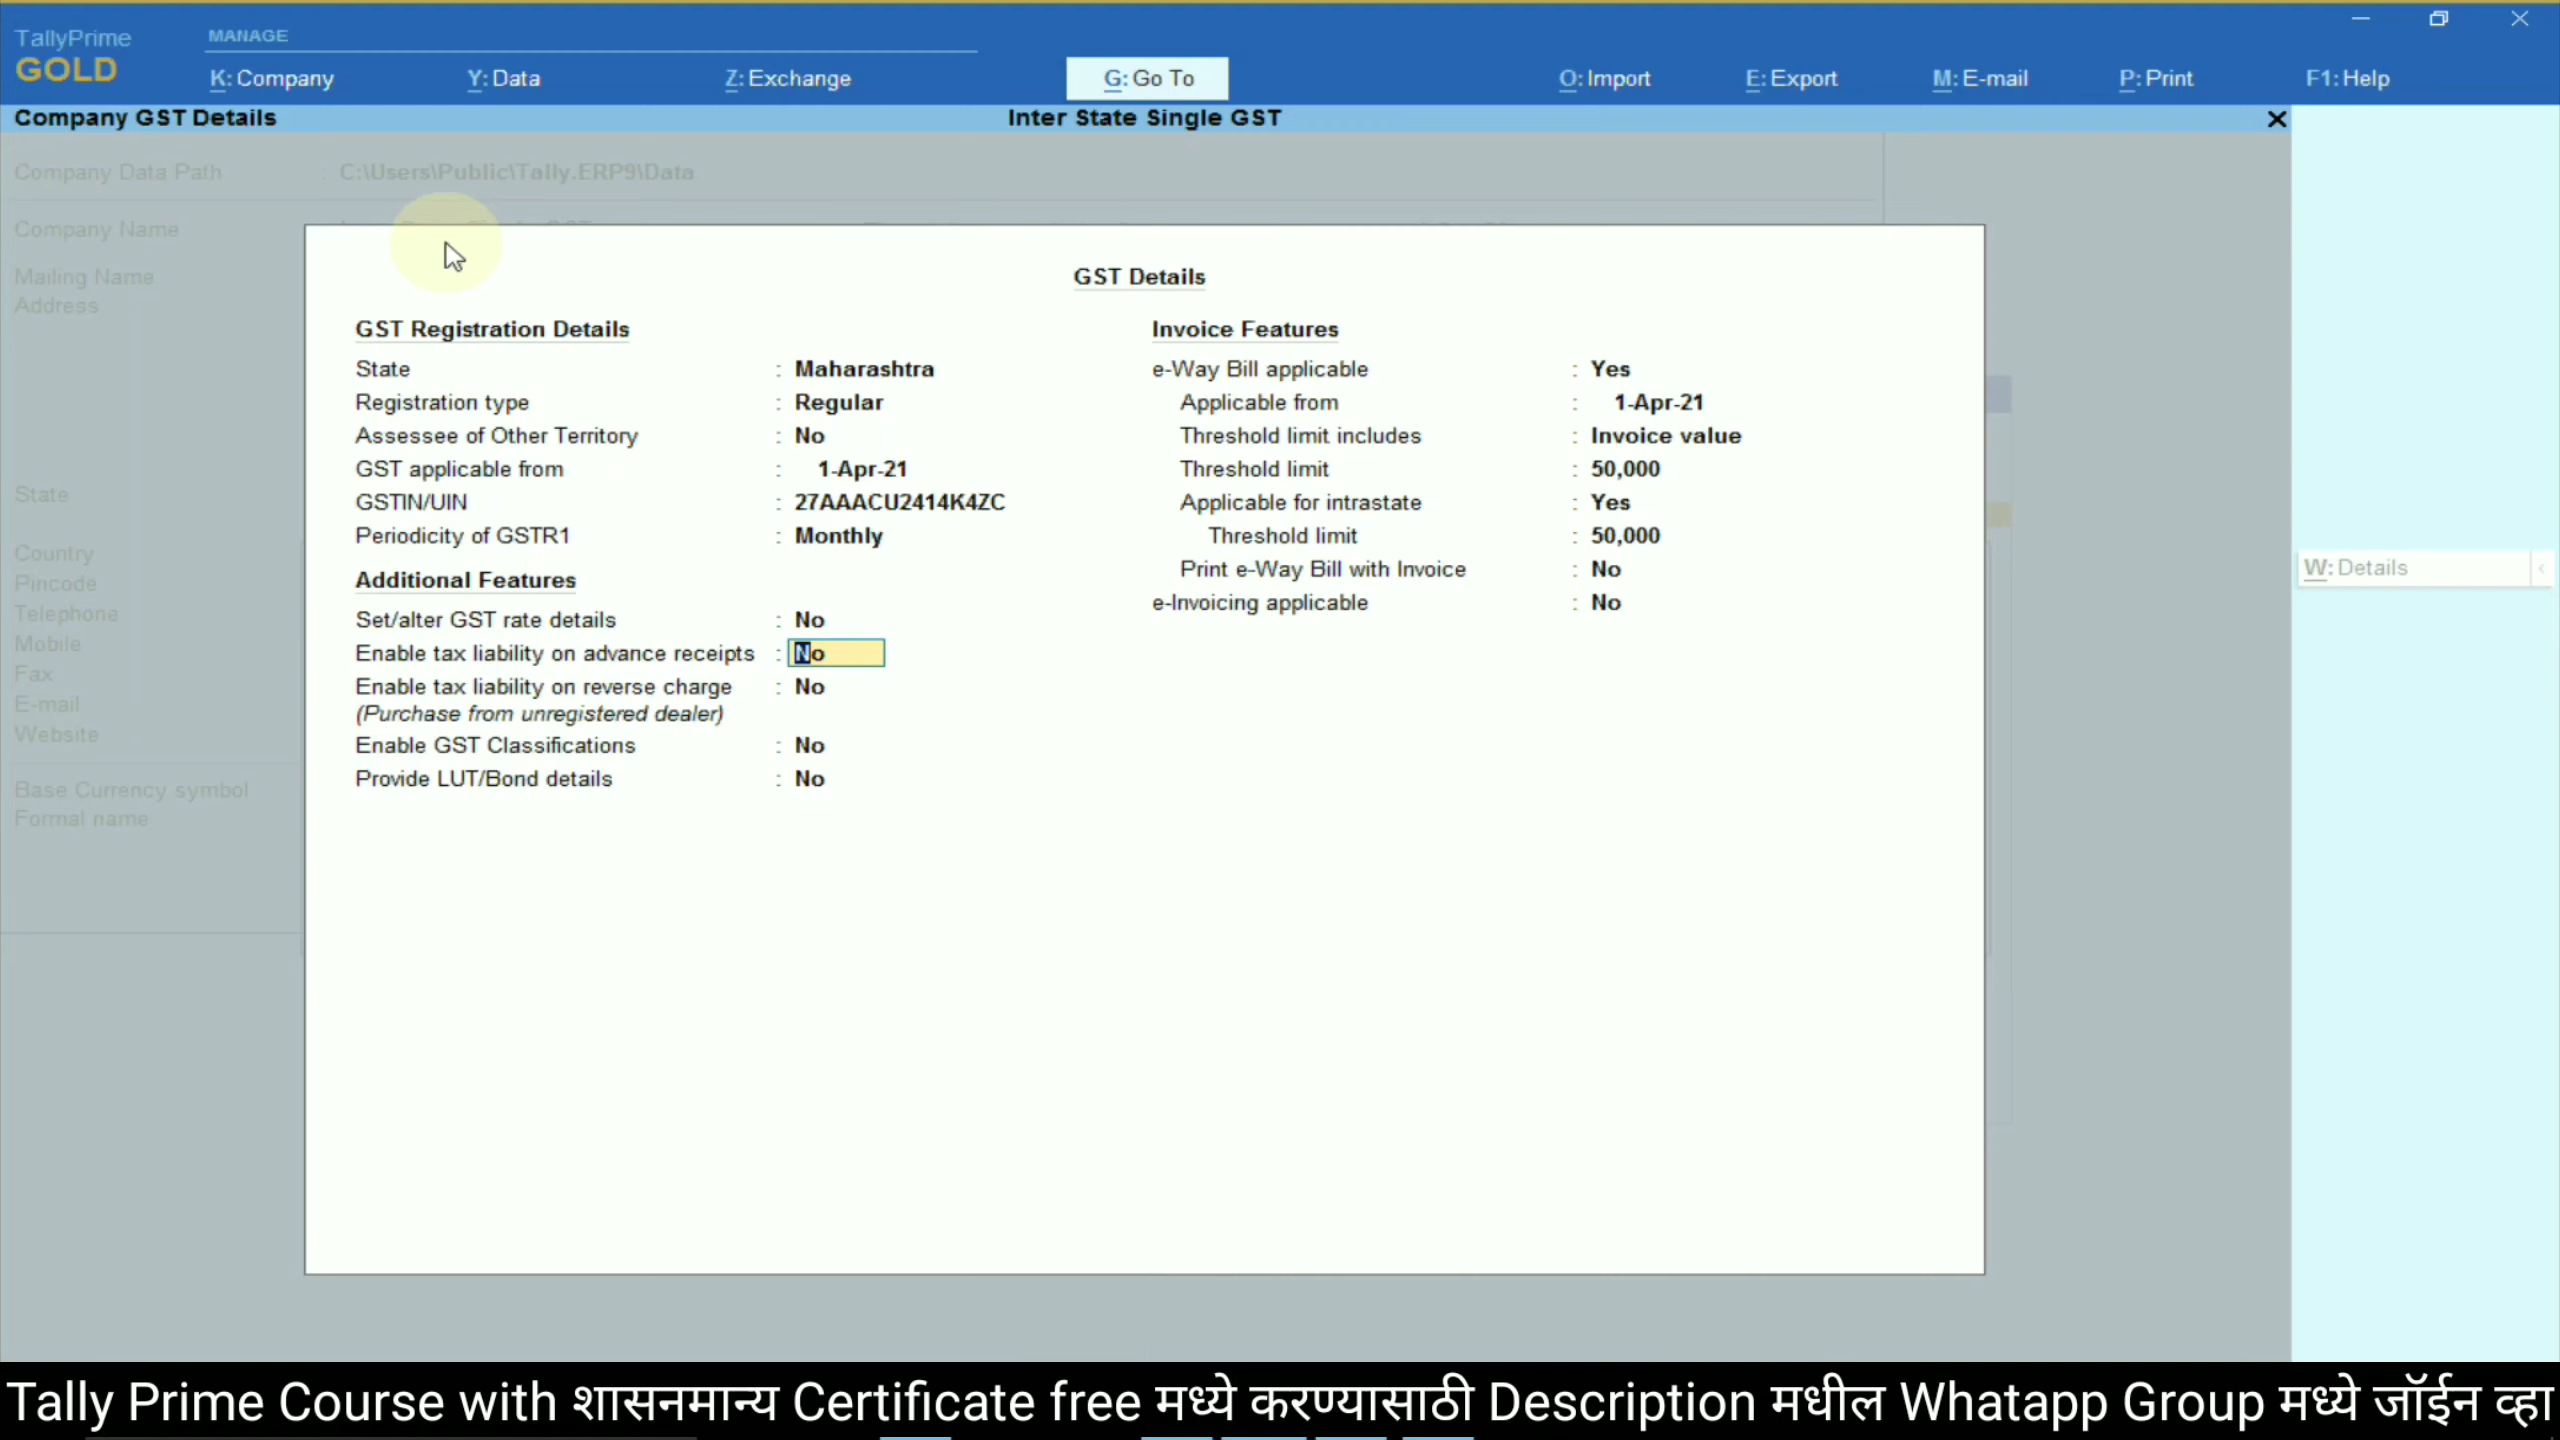 TallyPrime
GOLD
MANAGE
K: Company
Y: Data
Z: Exchange
G: Go To
O: Import
E: Export
M: E-mail
P: Print
F1: Help
Company GST Details
Inter State Single GST
Company Data Path : C:\Users\Public\Tally.ERP9\Data
Company Name
Mailing Name
Address
State
Country
Pincode
Telephone
Mobile
Fax
E-mail
Website
Base Currency symbol
Formal name
GST Details
GST Registration Details
State : Maharashtra
Registration type : Regular
Assessee of Other Territory : No
GST applicable from : 1-Apr-21
GSTIN/UIN : 27AAACU2414K4ZC
Periodicity of GSTR1 : Monthly
Additional Features
Set/alter GST rate details : No
Enable tax liability on advance receipts : No
Enable tax liability on reverse charge : No
(Purchase from unregistered dealer)
Enable GST Classifications : No
Provide LUT/Bond details : No
Invoice Features
e-Way Bill applicable : Yes
Applicable from : 1-Apr-21
Threshold limit includes : Invoice value
Threshold limit : 50,000
Applicable for intrastate : Yes
Threshold limit : 50,000
Print e-Way Bill with Invoice : No
e-Invoicing applicable : No
W: Details
Tally Prime Course with शासनमान्य Certificate free मध्ये करण्यासाठी Description मधील Whatapp Group मध्ये जॉईन व्हा